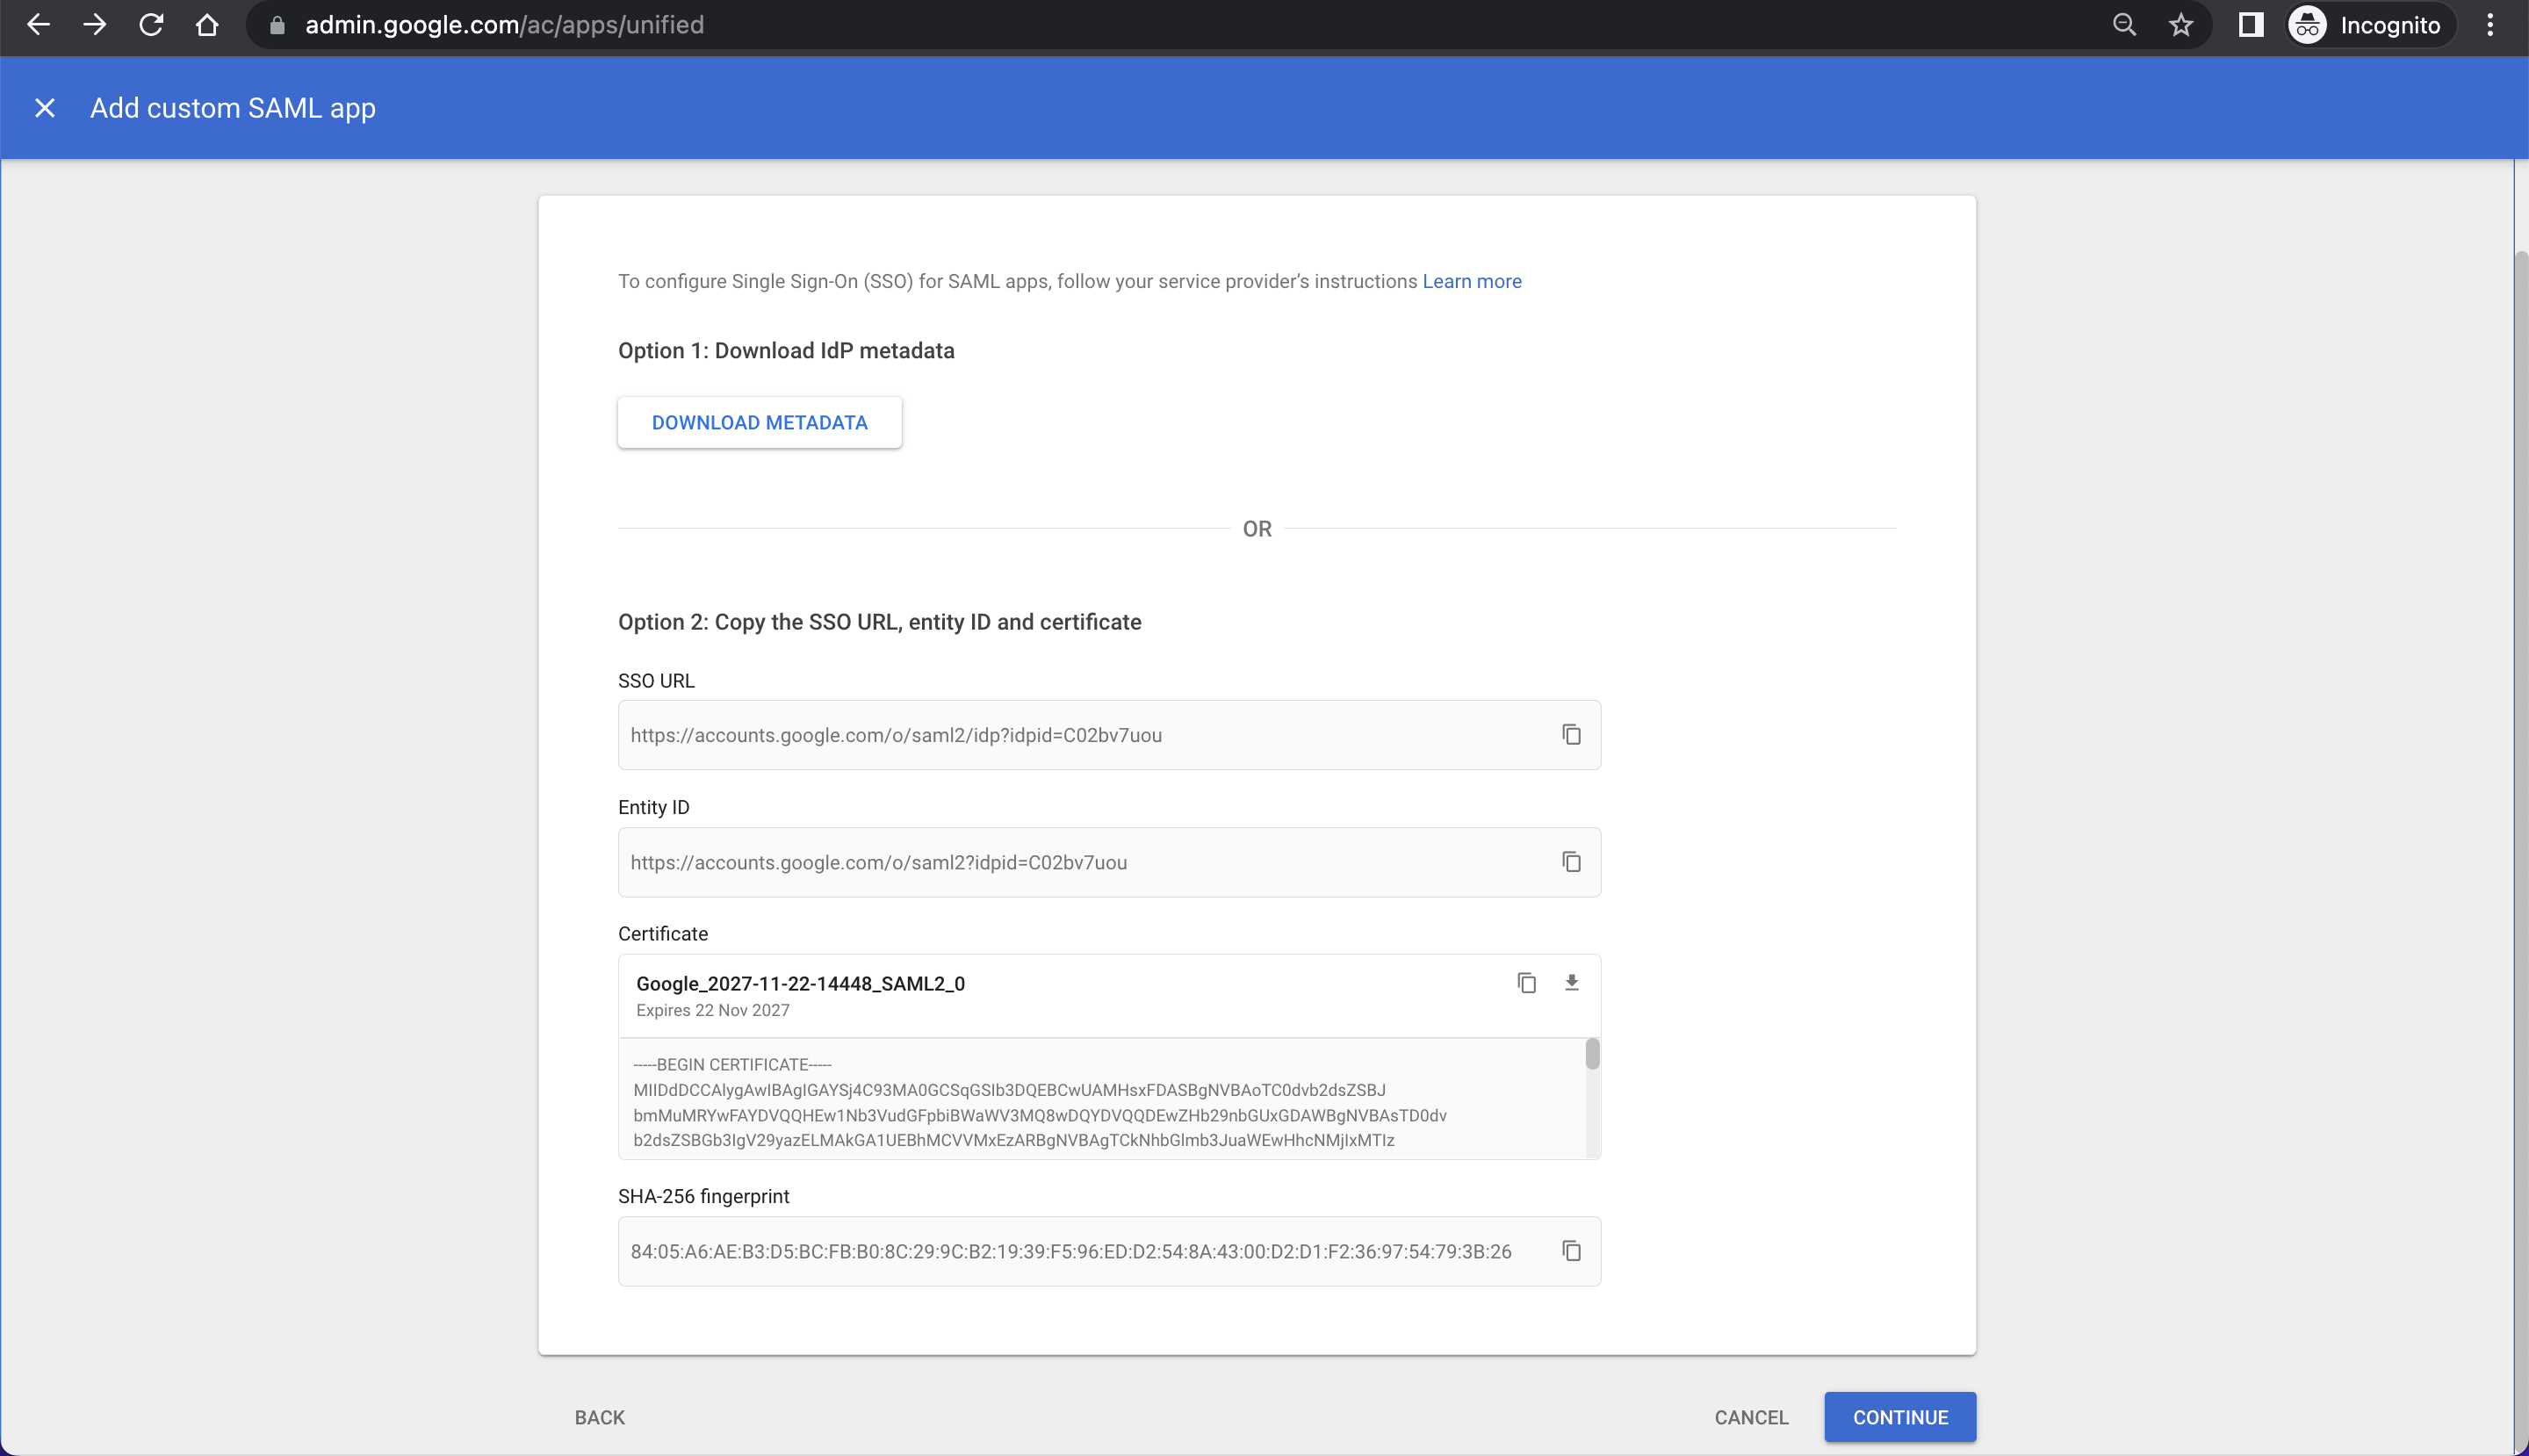 admin.google.com/ac/apps/unified
Incognito
Add custom SAML app
To configure Single Sign-On (SSO) for SAML apps, follow your service provider’s instructions Learn more
Option 1: Download IdP metadata
DOWNLOAD METADATA
OR
Option 2: Copy the SSO URL, entity ID and certificate
SSO URL
https://accounts.google.com/o/saml2/idp?idpid=C02bv7uou
Entity ID
https://accounts.google.com/o/saml2?idpid=C02bv7uou
Certificate
Google_2027-11-22-14448_SAML2_0
Expires 22 Nov 2027
-----BEGIN CERTIFICATE-----
MIIDdDCCAlygAwIBAgIGAYSj4C93MA0GCSqGSIb3DQEBCwUAMHsxFDASBgNVBAoTC0dvb2dsZSBJ
bmMuMRYwFAYDVQQHEw1Nb3VudGFpbiBWaWV3MQ8wDQYDVQQDEwZHb29nbGUxGDAWBgNVBAsTD0dv
b2dsZSBGb3IgV29yazELMAkGA1UEBhMCVVMxEzARBgNVBAgTCkNhbGlmb3JuaWEwHhcNMjIxMTIz
SHA-256 fingerprint
84:05:A6:AE:B3:D5:BC:FB:B0:8C:29:9C:B2:19:39:F5:96:ED:D2:54:8A:43:00:D2:D1:F2:36:97:54:79:3B:26
BACK
CANCEL
CONTINUE